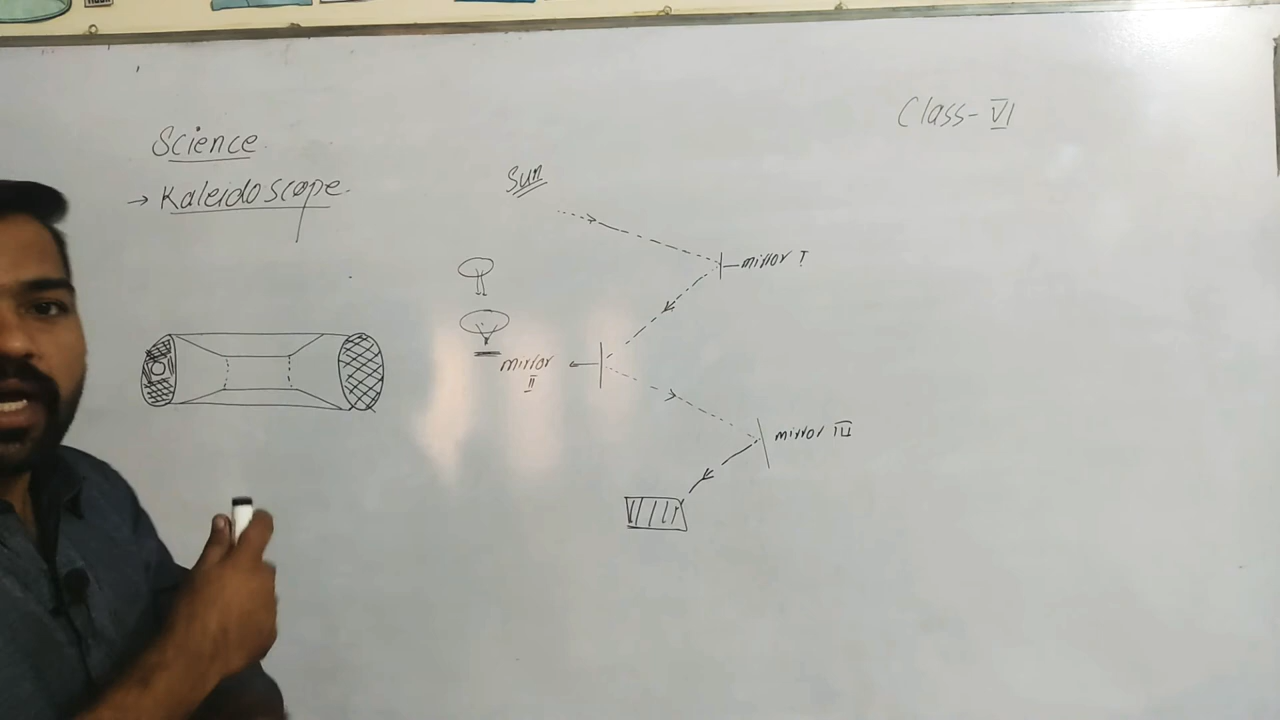 Class-VI
Science
→ Kaleidoscope.
Sun
mirror I
mirror
II
mirror III